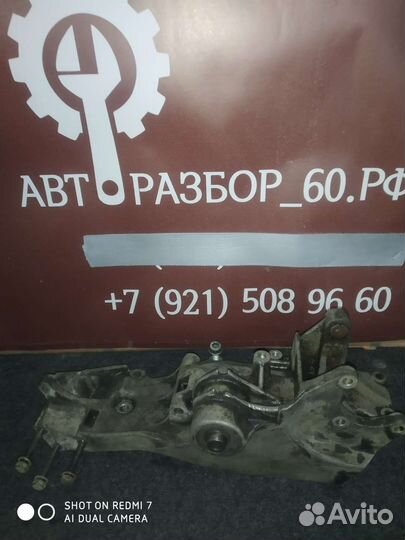 АВТ РАЗБОР_60.РФ
+7 (921) 508 96 60
SHOT ON REDMI 7
AI DUAL CAMERA
Avito